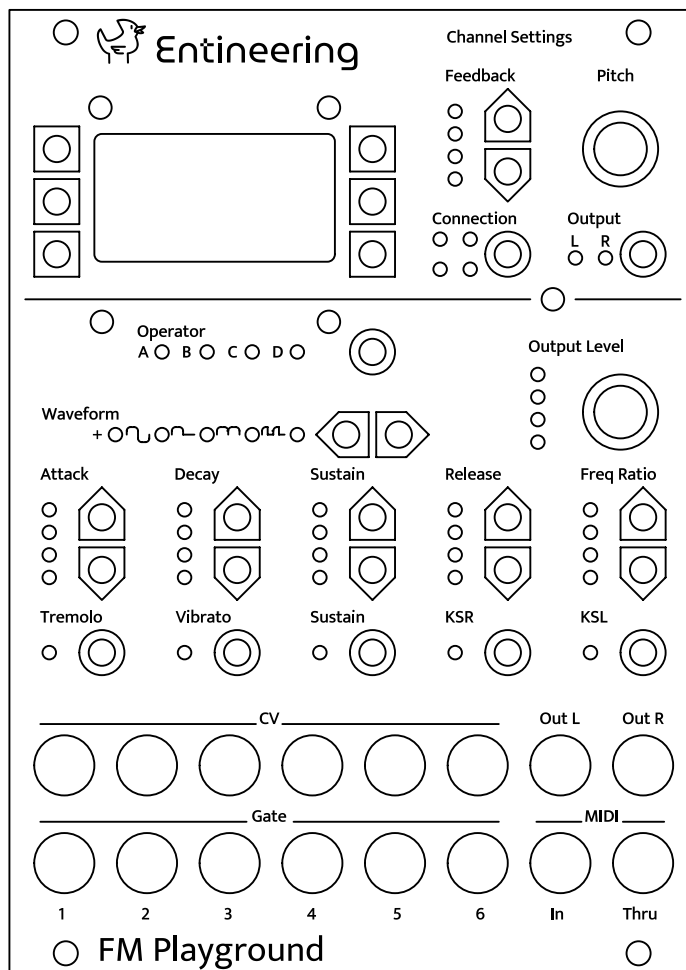 Entineering
Channel Settings
Feedback Pitch
Connection Output
L R
Operator
A B C D
Output Level
Waveform
+
Attack Decay Sustain Release Freq Ratio
Tremolo Vibrato Sustain KSR KSL
CV Out L Out R
Gate MIDI
1 2 3 4 5 6 In Thru
FM Playground